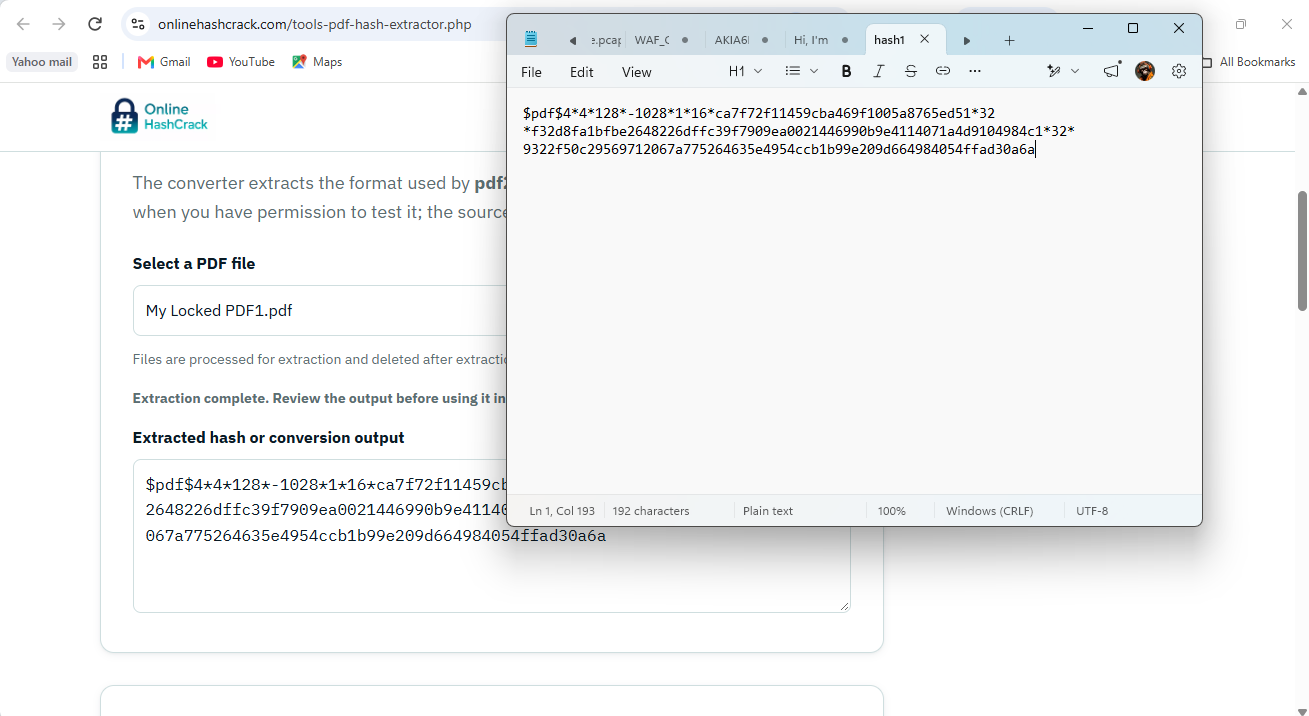 onlinehashcrack.com/tools-pdf-hash-extractor.php
Yahoo mail
Gmail
YouTube
Maps
All Bookmarks
Online
HashCrack
The converter extracts the format used by
when you have permission to test it; the
Select a PDF file
My Locked PDF1.pdf
Files are processed for extraction and deleted after
Extraction complete. Review the output before using it in
Extracted hash or conversion output
$pdf$4*4*128*-1028*1*16*ca7f72f11459cb
2648226dffc39f7909ea0021446990b9e41140
067a775264635e4954ccb1b99e209d664984054ffad30a6a
e.pcap
WAF_C
AKIA6
Hi, I'm
hash1
File
Edit
View
H1
B
I
S
$pdf$4*4*128*-1028*1*16*ca7f72f11459cba469f1005a8765ed51*32
*f32d8fa1bfbe2648226dffc39f7909ea0021446990b9e4114071a4d9104984c1*32*
9322f50c29569712067a775264635e4954ccb1b99e209d664984054ffad30a6a
Ln 1, Col 193
192 characters
Plain text
100%
Windows (CRLF)
UTF-8